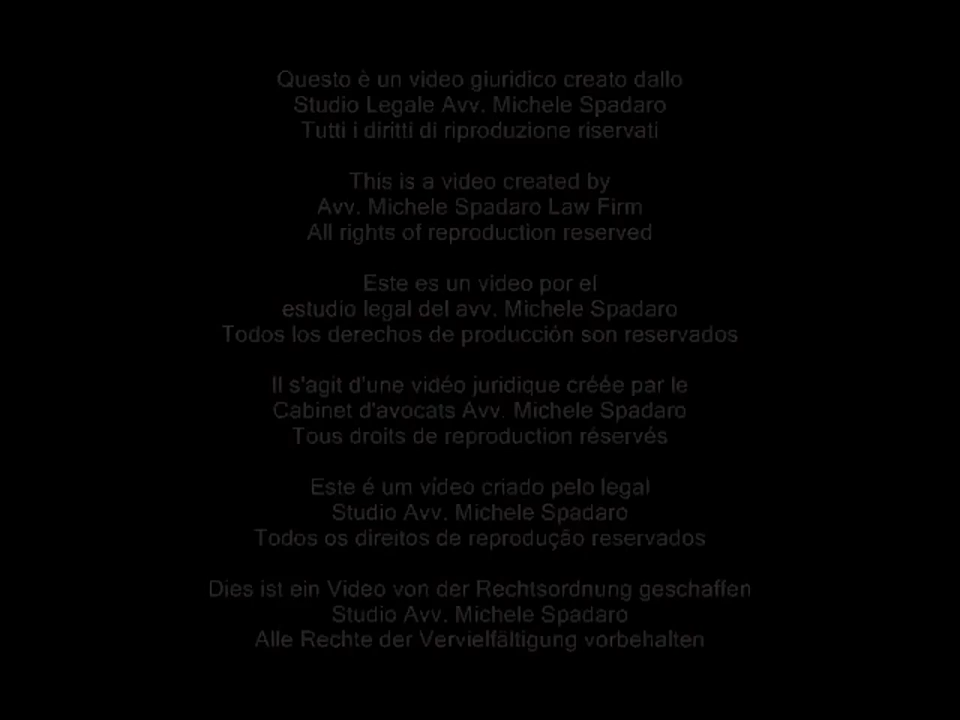 Questo è un video giuridico creato dallo
Studio Legale Avv. Michele Spadaro
Tutti i diritti di riproduzione riservati
This is a video created by
Avv. Michele Spadaro Law Firm
All rights of reproduction reserved
Este es un video por el
estudio legal del avv. Michele Spadaro
Todos los derechos de producción son reservados
Il s'agit d'une vidéo juridique créée par le
Cabinet d'avocats Avv. Michele Spadaro
Tous droits de reproduction réservés
Este é um vídeo criado pelo legal
Studio Avv. Michele Spadaro
Todos os direitos de reprodução reservados
Dies ist ein Video von der Rechtsordnung geschaffen
Studio Avv. Michele Spadaro
Alle Rechte der Vervielfältigung vorbehalten